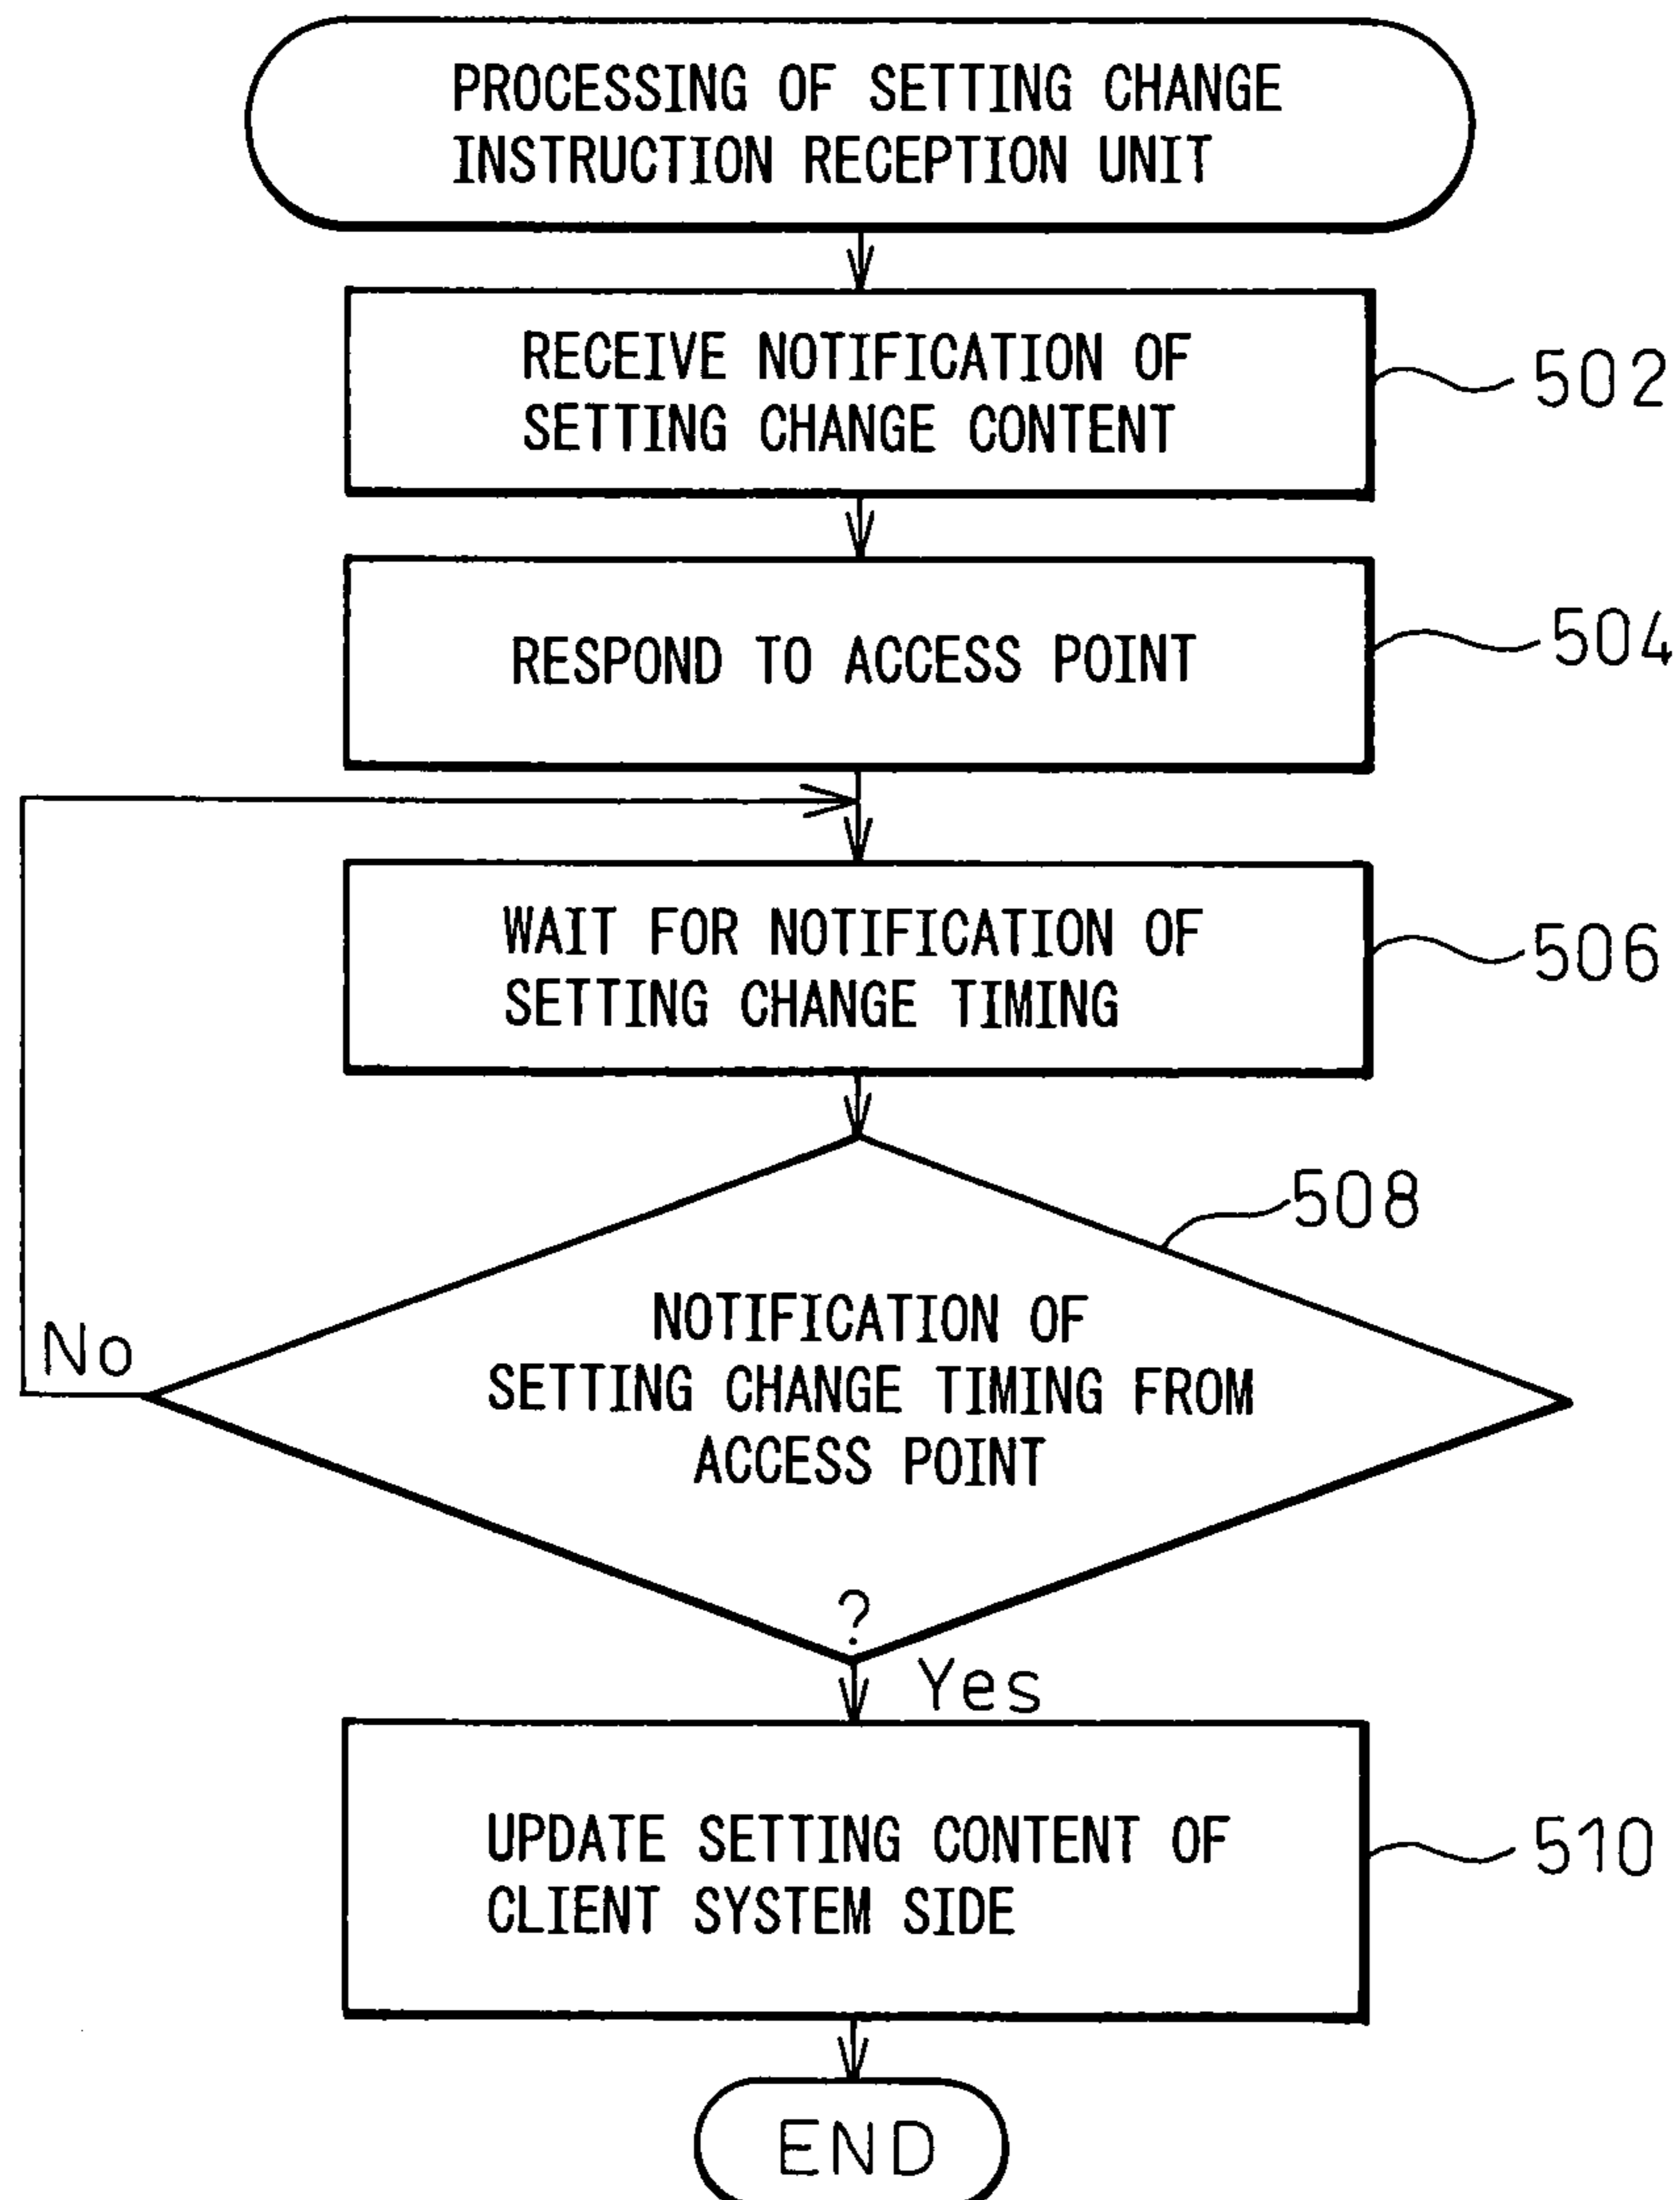 PROCESSING OF SETTING CHANGE
INSTRUCTION RECEPTION UNIT
RECEIVE NOTIFICATION OF
SETTING CHANGE CONTENT
502
RESPOND TO ACCESS POINT
504
WAIT FOR NOTIFICATION OF
SETTING CHANGE TIMING
506
508
NOTIFICATION OF
SETTING CHANGE TIMING FROM
ACCESS POINT
?
No
Yes
UPDATE SETTING CONTENT OF
CLIENT SYSTEM SIDE
510
END